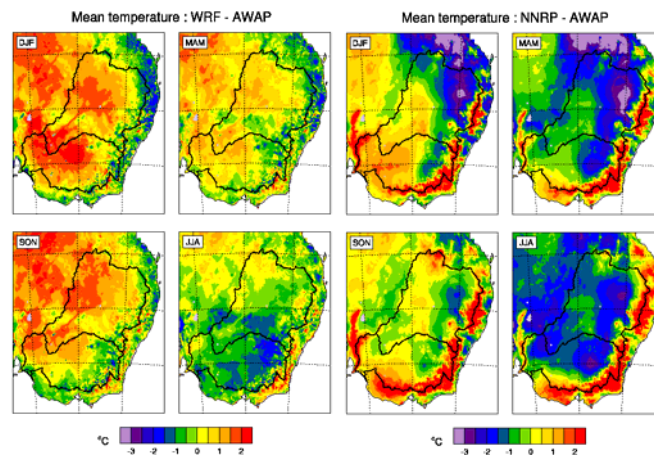 Mean temperature : WRF - AWAP
Mean temperature : NNRP - AWAP
DJF
MAM
DJF
MAM
SON
JJA
SON
JJA
°C
-3 -2 -1 0 1 2
°C
-3 -2 -1 0 1 2